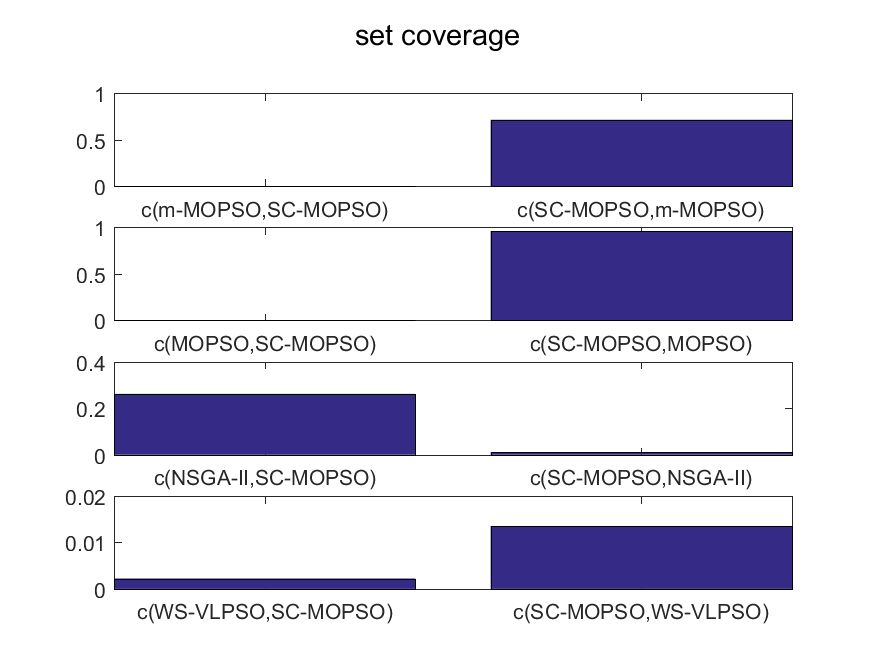 set coverage
1
0.5
0
c(m-MOPSO,SC-MOPSO) c(SC-MOPSO,m-MOPSO)
1
0.5
0
c(MOPSO,SC-MOPSO) c(SC-MOPSO,MOPSO)
0.4
0.2
0
c(NSGA-II,SC-MOPSO) c(SC-MOPSO,NSGA-II)
0.02
0.01
0
c(WS-VLPSO,SC-MOPSO) c(SC-MOPSO,WS-VLPSO)